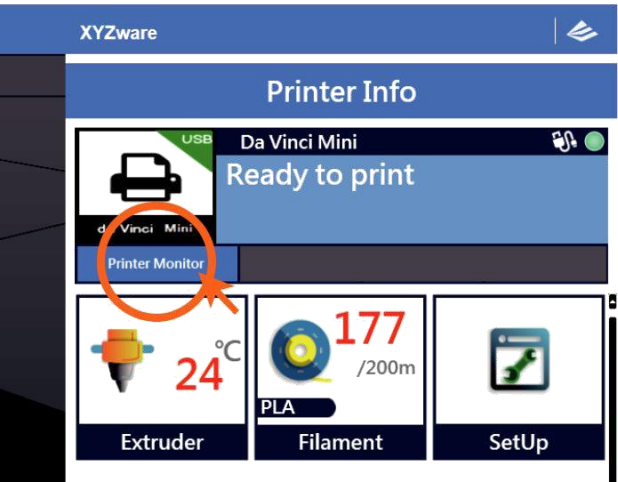 XYZware
Printer Info
USB
Da Vinci Mini
Ready to print
da Vinci Mini
Printer Monitor
24℃
177
/200m
PLA
Extruder
Filament
SetUp